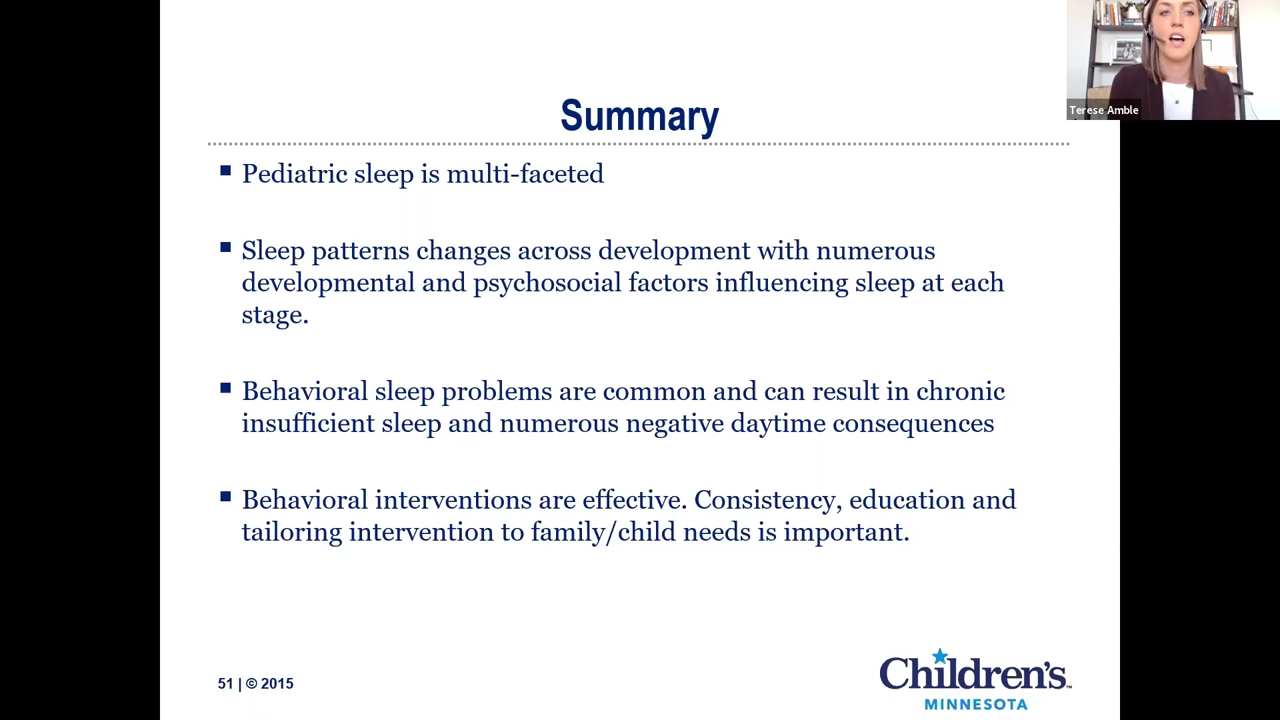 Terese Amble
Summary
▪ Pediatric sleep is multi-faceted
▪ Sleep patterns changes across development with numerous
developmental and psychosocial factors influencing sleep at each
stage.
▪ Behavioral sleep problems are common and can result in chronic
insufficient sleep and numerous negative daytime consequences
▪ Behavioral interventions are effective. Consistency, education and
tailoring intervention to family/child needs is important.
51 | © 2015
Children's™
MINNESOTA